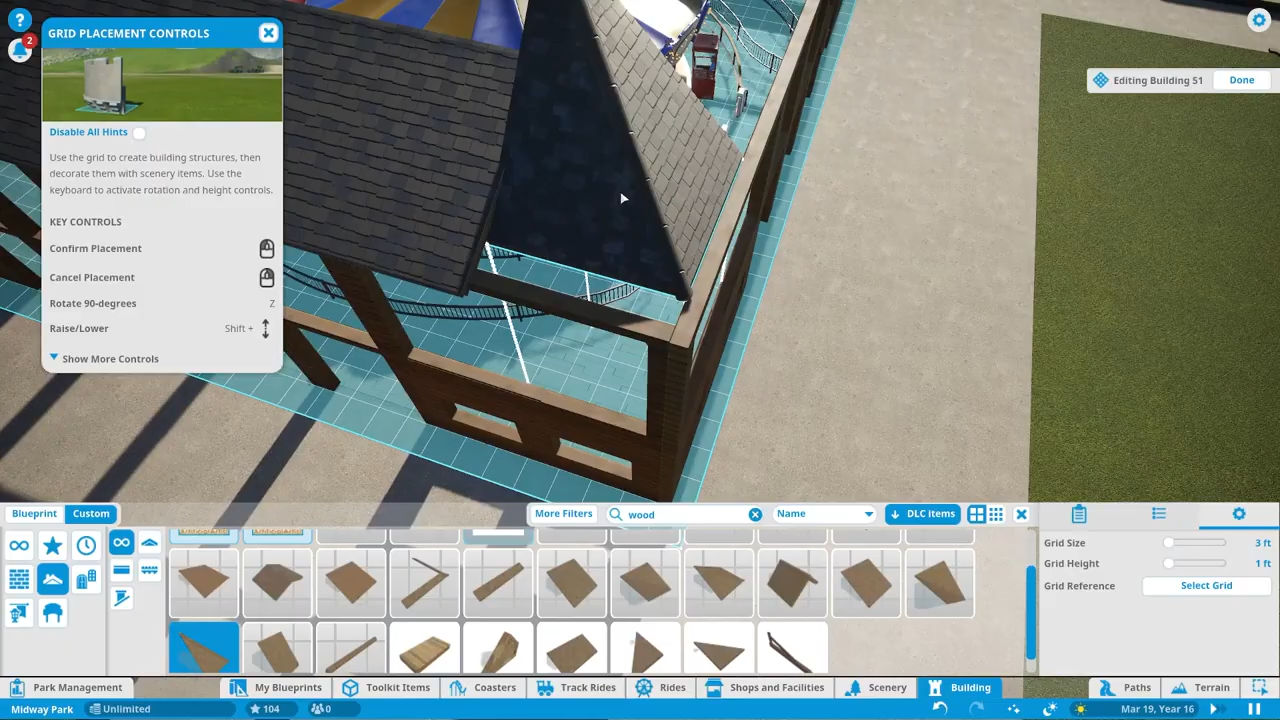 ?
2
GRID PLACEMENT CONTROLS
Disable All Hints
Use the grid to create building structures, then
decorate them with scenery items. Use the
keyboard to activate rotation and height controls.
KEY CONTROLS
Confirm Placement
Cancel Placement
Rotate 90-degrees Z
Raise/Lower Shift +
Show More Controls
Editing Building 51 Done
Blueprint Custom More Filters wood Name DLC items
Grid Size 3 ft
Grid Height 1 ft
Grid Reference Select Grid
Park Management My Blueprints Toolkit Items Coasters Track Rides Rides Shops and Facilities Scenery Building Paths Terrain
Midway Park Unlimited 104 0 Mar 19, Year 16